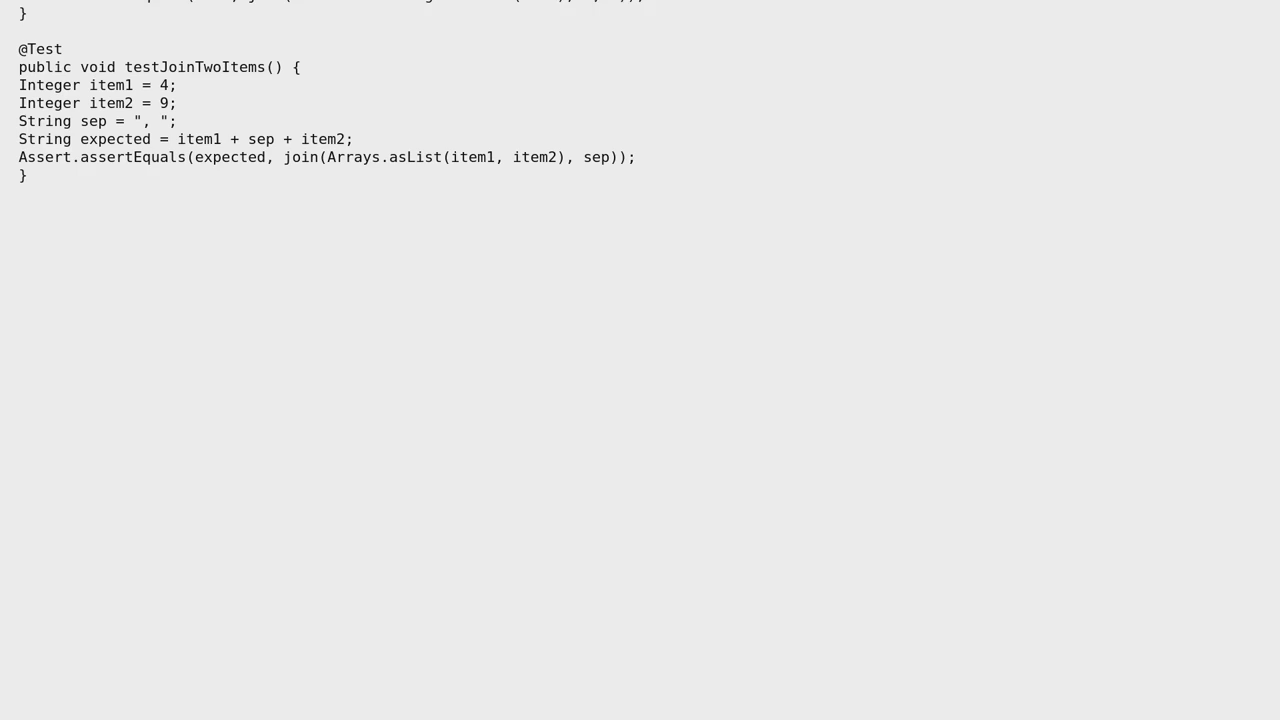 }

@Test
public void testJoinTwoItems() {
Integer item1 = 4;
Integer item2 = 9;
String sep = ", ";
String expected = item1 + sep + item2;
Assert.assertEquals(expected, join(Arrays.asList(item1, item2), sep));
}